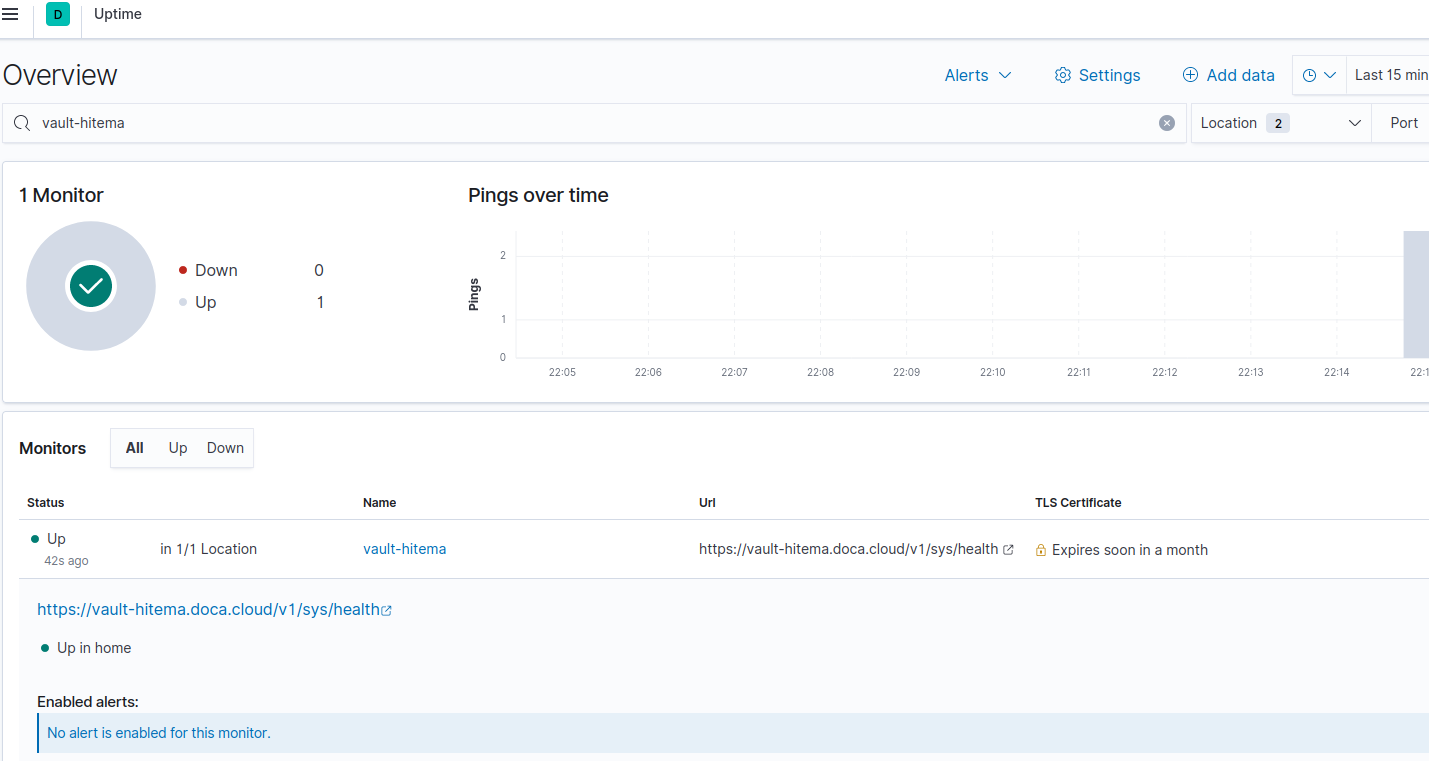 D Uptime
Overview
Alerts Settings Add data Last 15 min
vault-hitema Location 2 Port
1 Monitor
Down 0
Up 1
Pings over time
Pings
2
1
0
22:05 22:06 22:07 22:08 22:09 22:10 22:11 22:12 22:13 22:14
Monitors All Up Down
Status Name Url TLS Certificate
Up in 1/1 Location vault-hitema https://vault-hitema.doca.cloud/v1/sys/health Expires soon in a month
42s ago
https://vault-hitema.doca.cloud/v1/sys/health
Up in home
Enabled alerts:
No alert is enabled for this monitor.